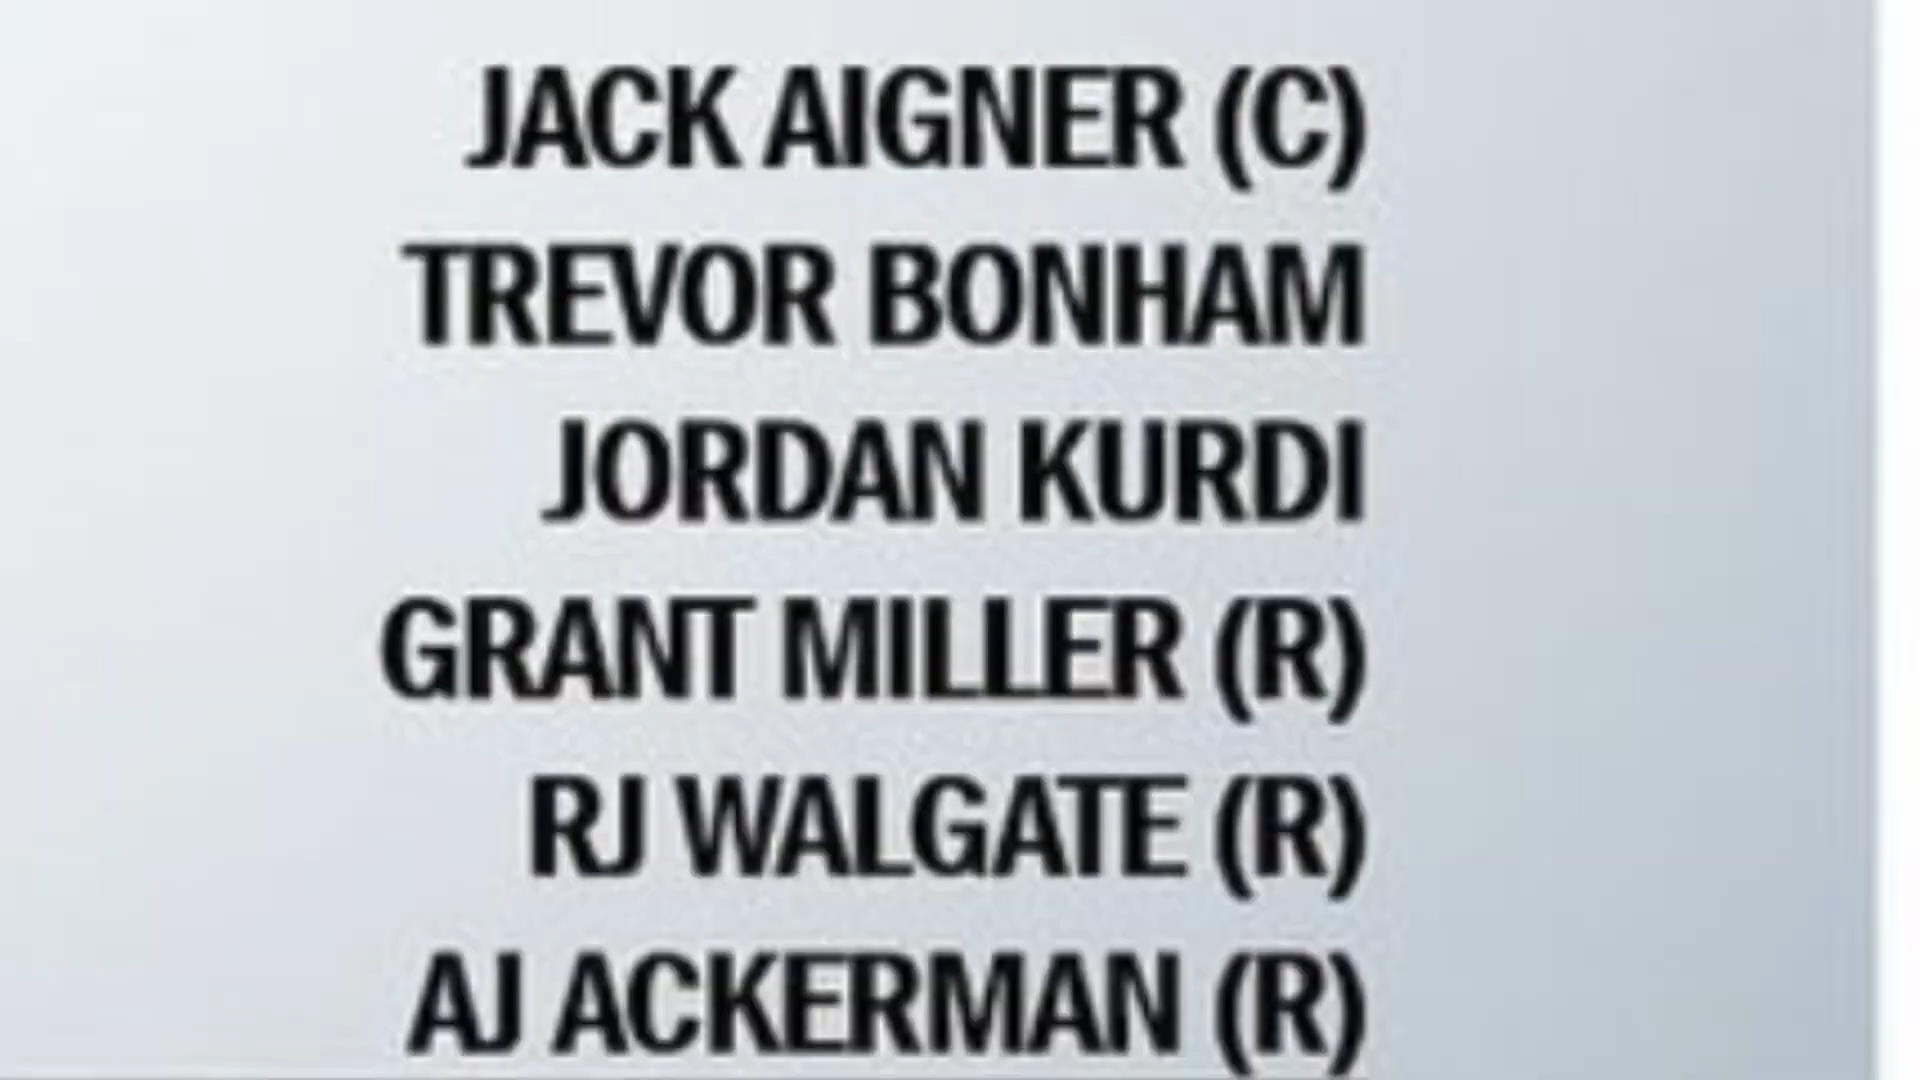 JACK AIGNER (C)
TREVOR BONHAM
JORDAN KURDI
GRANT MILLER (R)
RJ WALGATE (R)
AJ ACKERMAN (R)